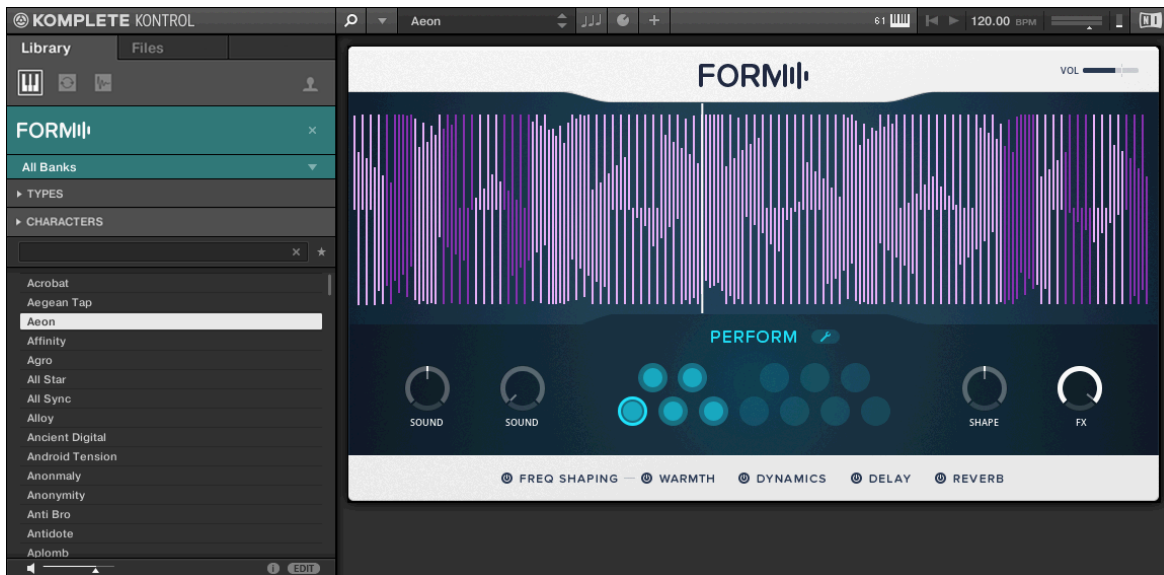 KOMPLETE KONTROL
Aeon
61
120.00 BPM
NI
Library
Files
FORM
All Banks
TYPES
CHARACTERS
Acrobat
Aegean Tap
Aeon
Affinity
Agro
All Star
All Sync
Alloy
Ancient Digital
Android Tension
Anonmaly
Anonymity
Anti Bro
Antidote
Aplomb
i EDIT
FORM
VOL
PERFORM
SOUND
SOUND
SHAPE
FX
FREQ SHAPING
WARMTH
DYNAMICS
DELAY
REVERB